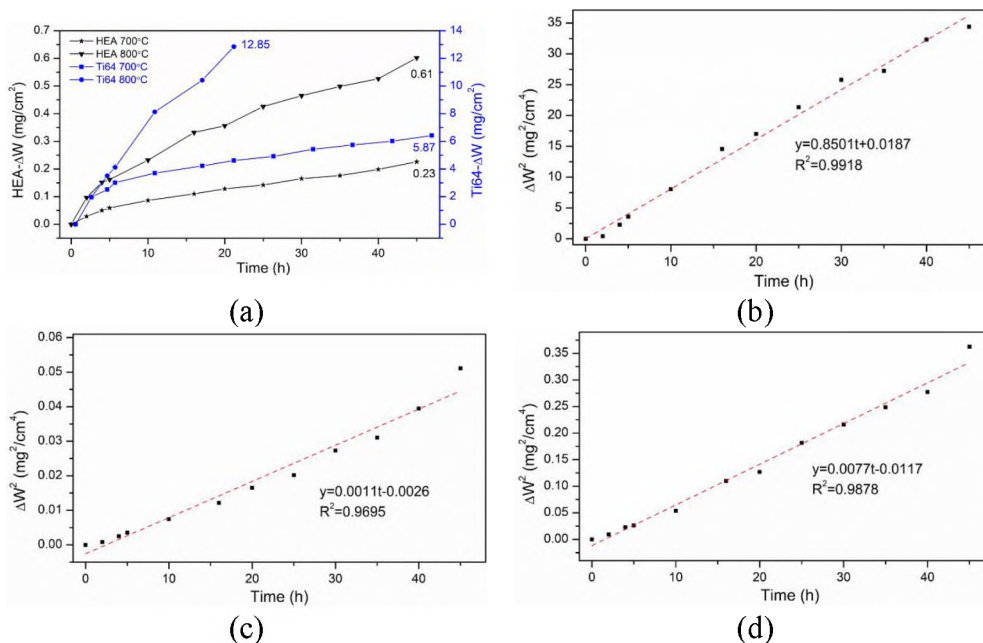 (a)
HEA 700°C
HEA 800°C
Ti64 700°C
Ti64 800°C
12.85
0.61
5.87
0.23
HEA-ΔW (mg/cm²)
0.7
0.6
0.5
0.4
0.3
0.2
0.1
0.0
Ti64-ΔW (mg/cm²)
14
12
10
8
6
4
2
0
0 10 20 30 40
Time (h)
(a)
ΔW² (mg²/cm⁴)
35
30
25
20
15
10
5
0
y=0.8501t+0.0187
R²=0.9918
0 10 20 30 40
Time (h)
(b)
ΔW² (mg²/cm⁴)
0.06
0.05
0.04
0.03
0.02
0.01
0.00
y=0.0011t-0.0026
R²=0.9695
0 10 20 30 40
Time (h)
(c)
ΔW² (mg²/cm⁴)
0.35
0.30
0.25
0.20
0.15
0.10
0.05
0.00
y=0.0077t-0.0117
R²=0.9878
0 10 20 30 40
Time (h)
(d)